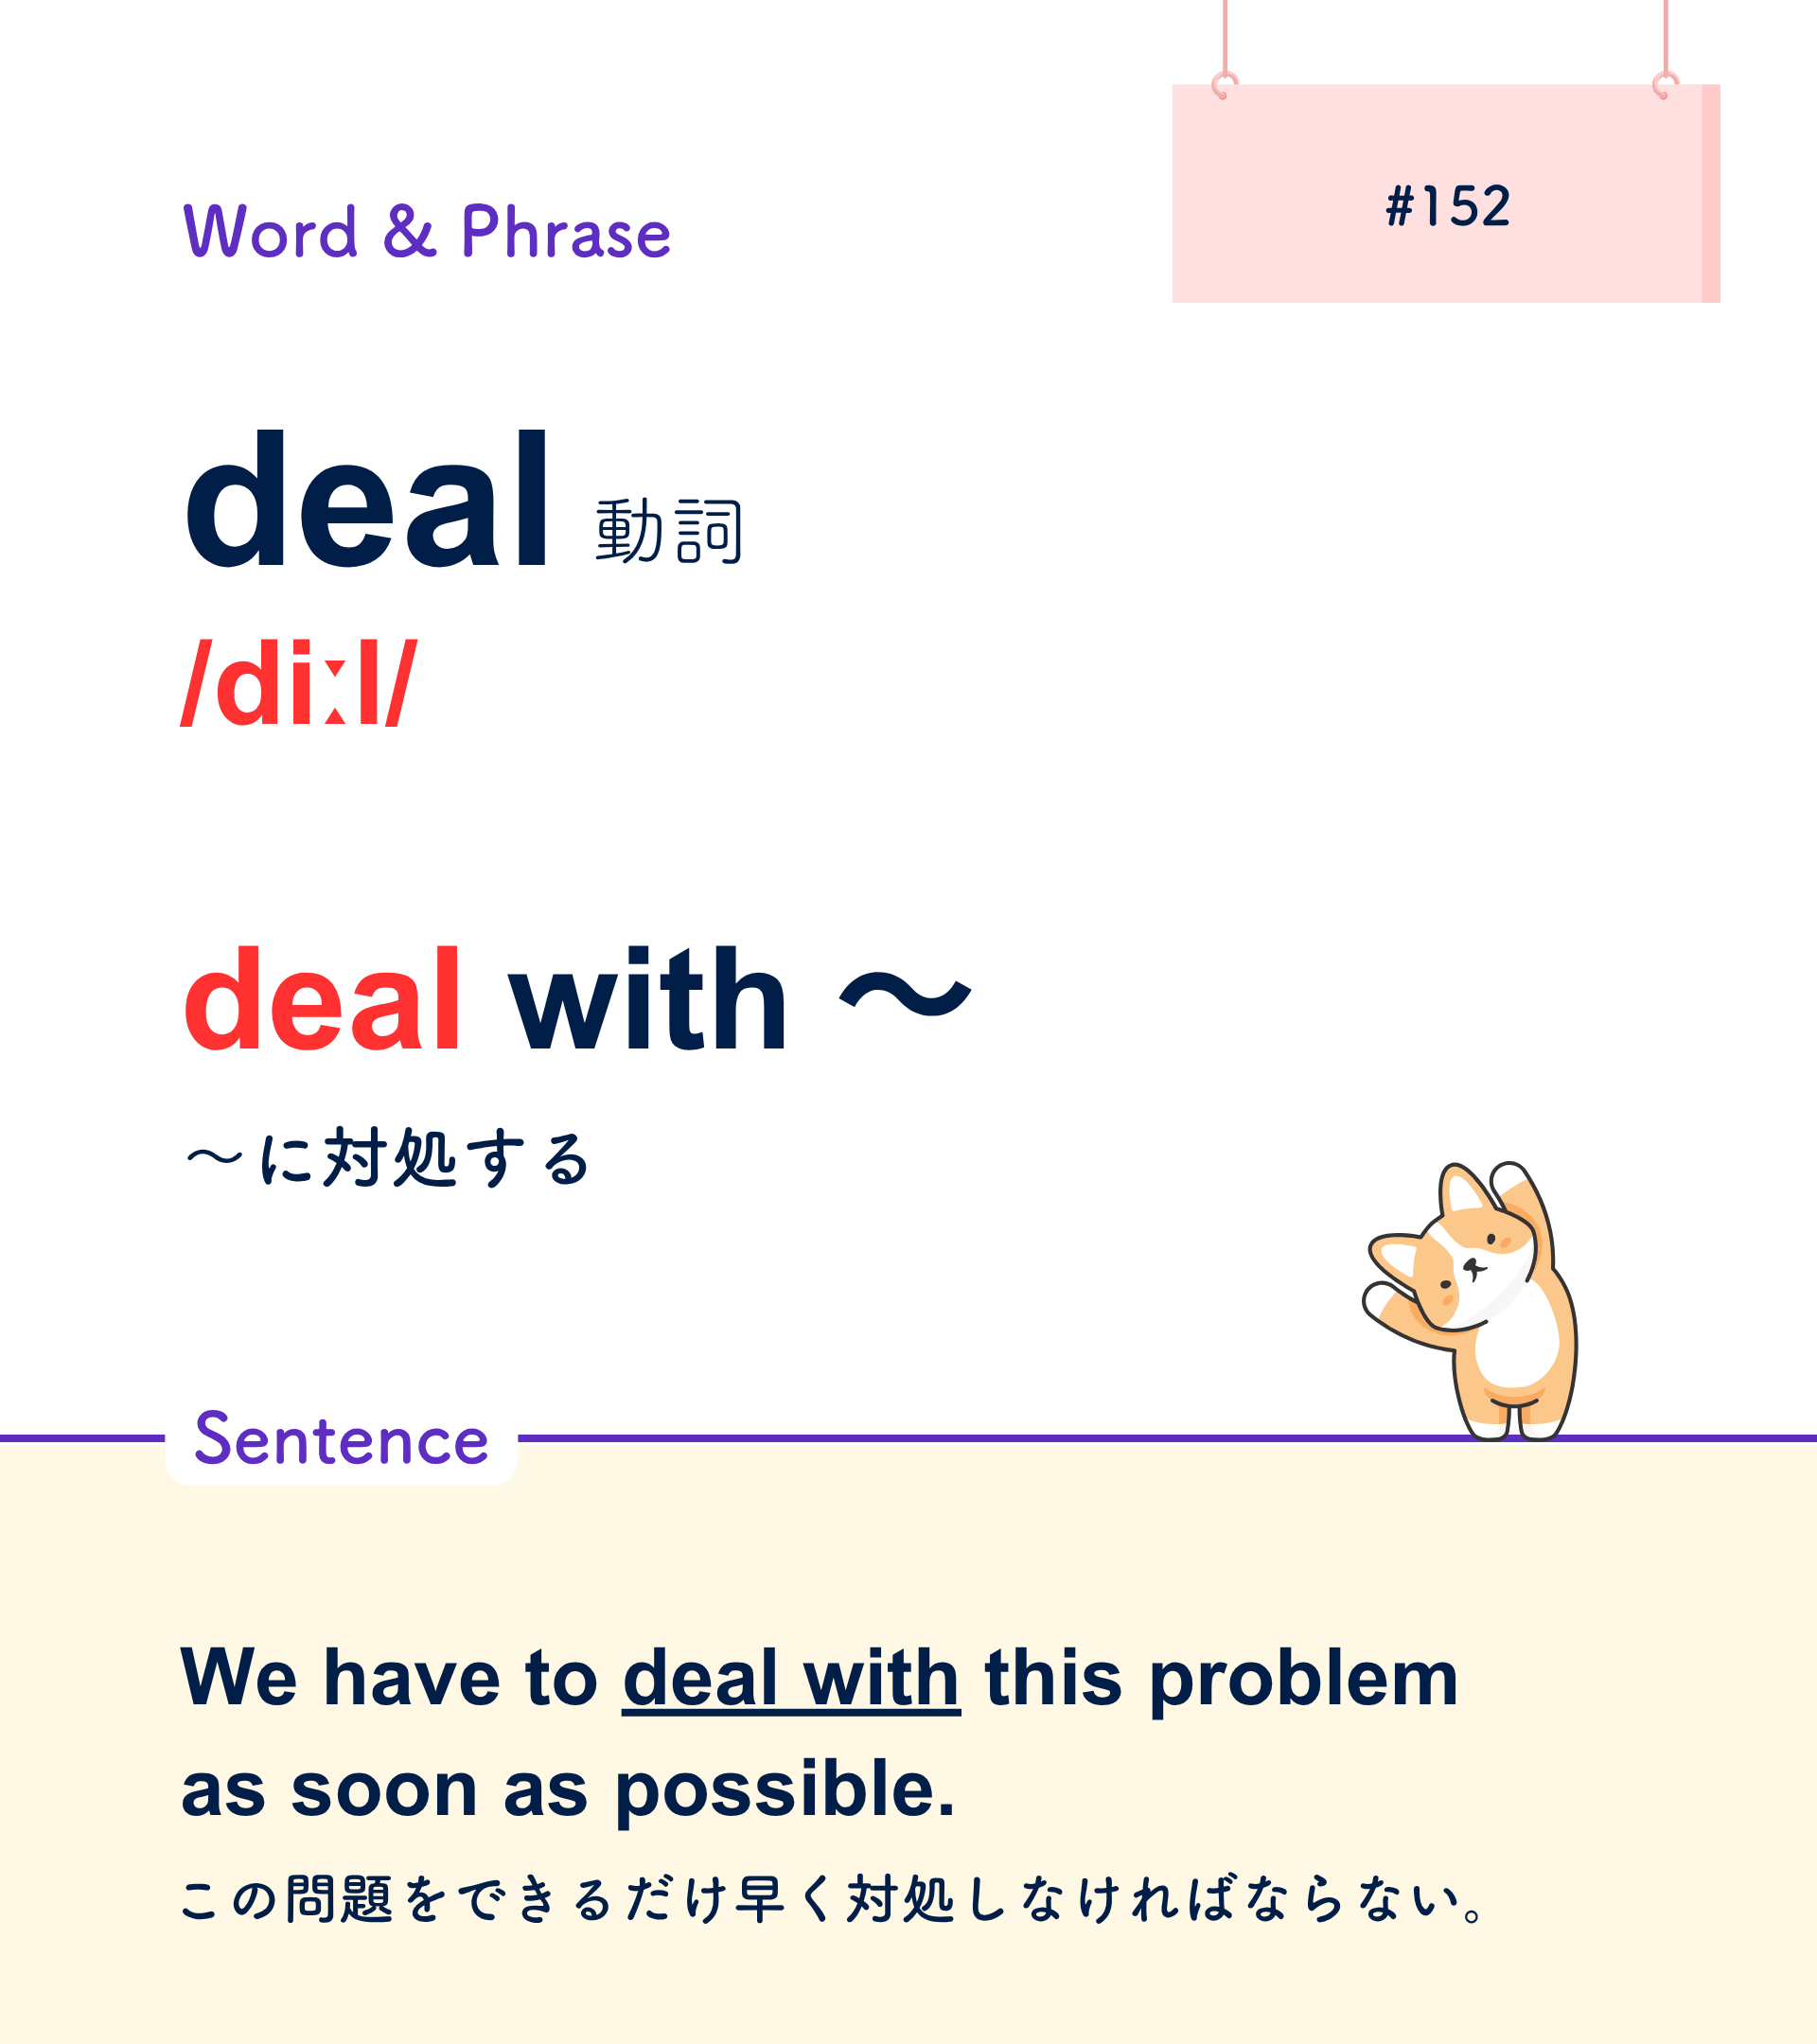 #152
Word & Phrase
deal 動詞
/diːl/
deal with ～
～に対処する
Sentence
We have to deal with this problem
as soon as possible.
この問題をできるだけ早く対処しなければならない。